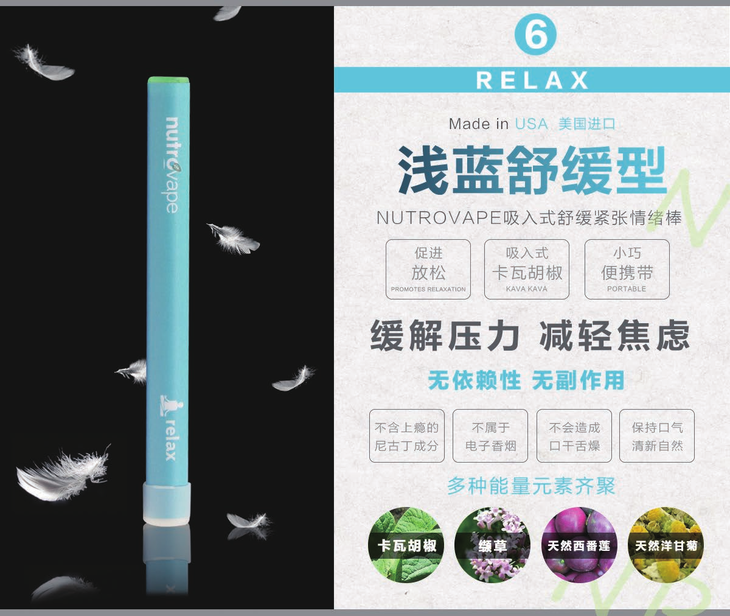 nutrovape
relax
6
RELAX
Made in USA 美国进口
浅蓝舒缓型
NUTROVAPE吸入式舒缓紧张情绪棒
促进
放松
PROMOTES RELAXATION
吸入式
卡瓦胡椒
KAVA KAVA
小巧
便携带
PORTABLE
缓解压力 减轻焦虑
无依赖性 无副作用
不含上瘾的
尼古丁成分
不属于
电子香烟
不会造成
口干舌燥
保持口气
清新自然
多种能量元素齐聚
卡瓦胡椒
缬草
天然西番莲
天然洋甘菊